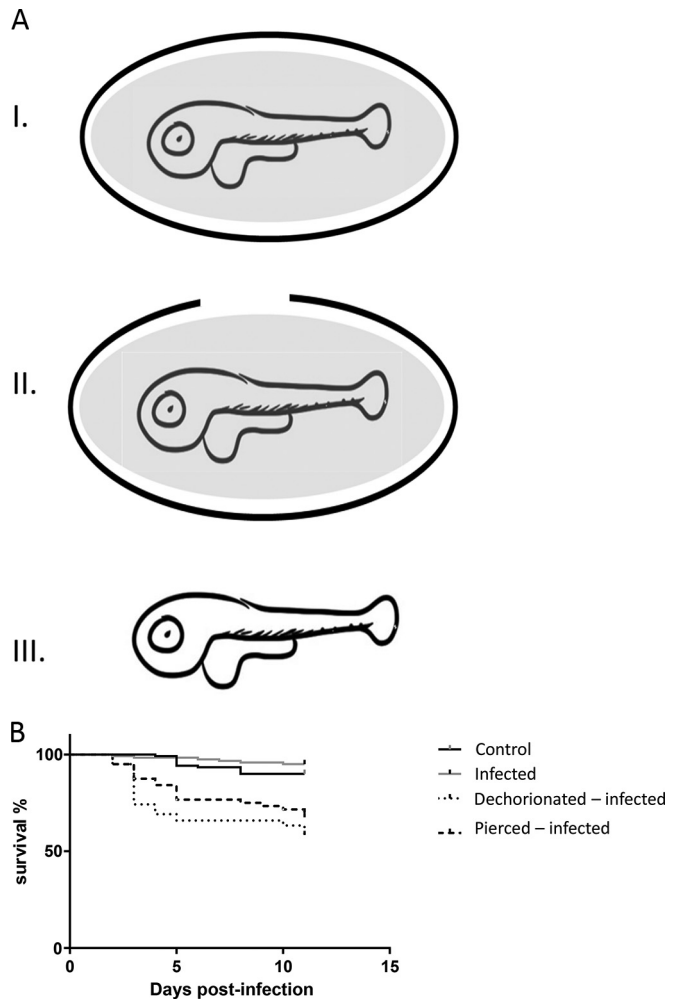 A
I.
II.
III.
B
survival %
100
50
0
0 5 10 15
Days post-infection
Control
Infected
Dechorionated – infected
Pierced – infected